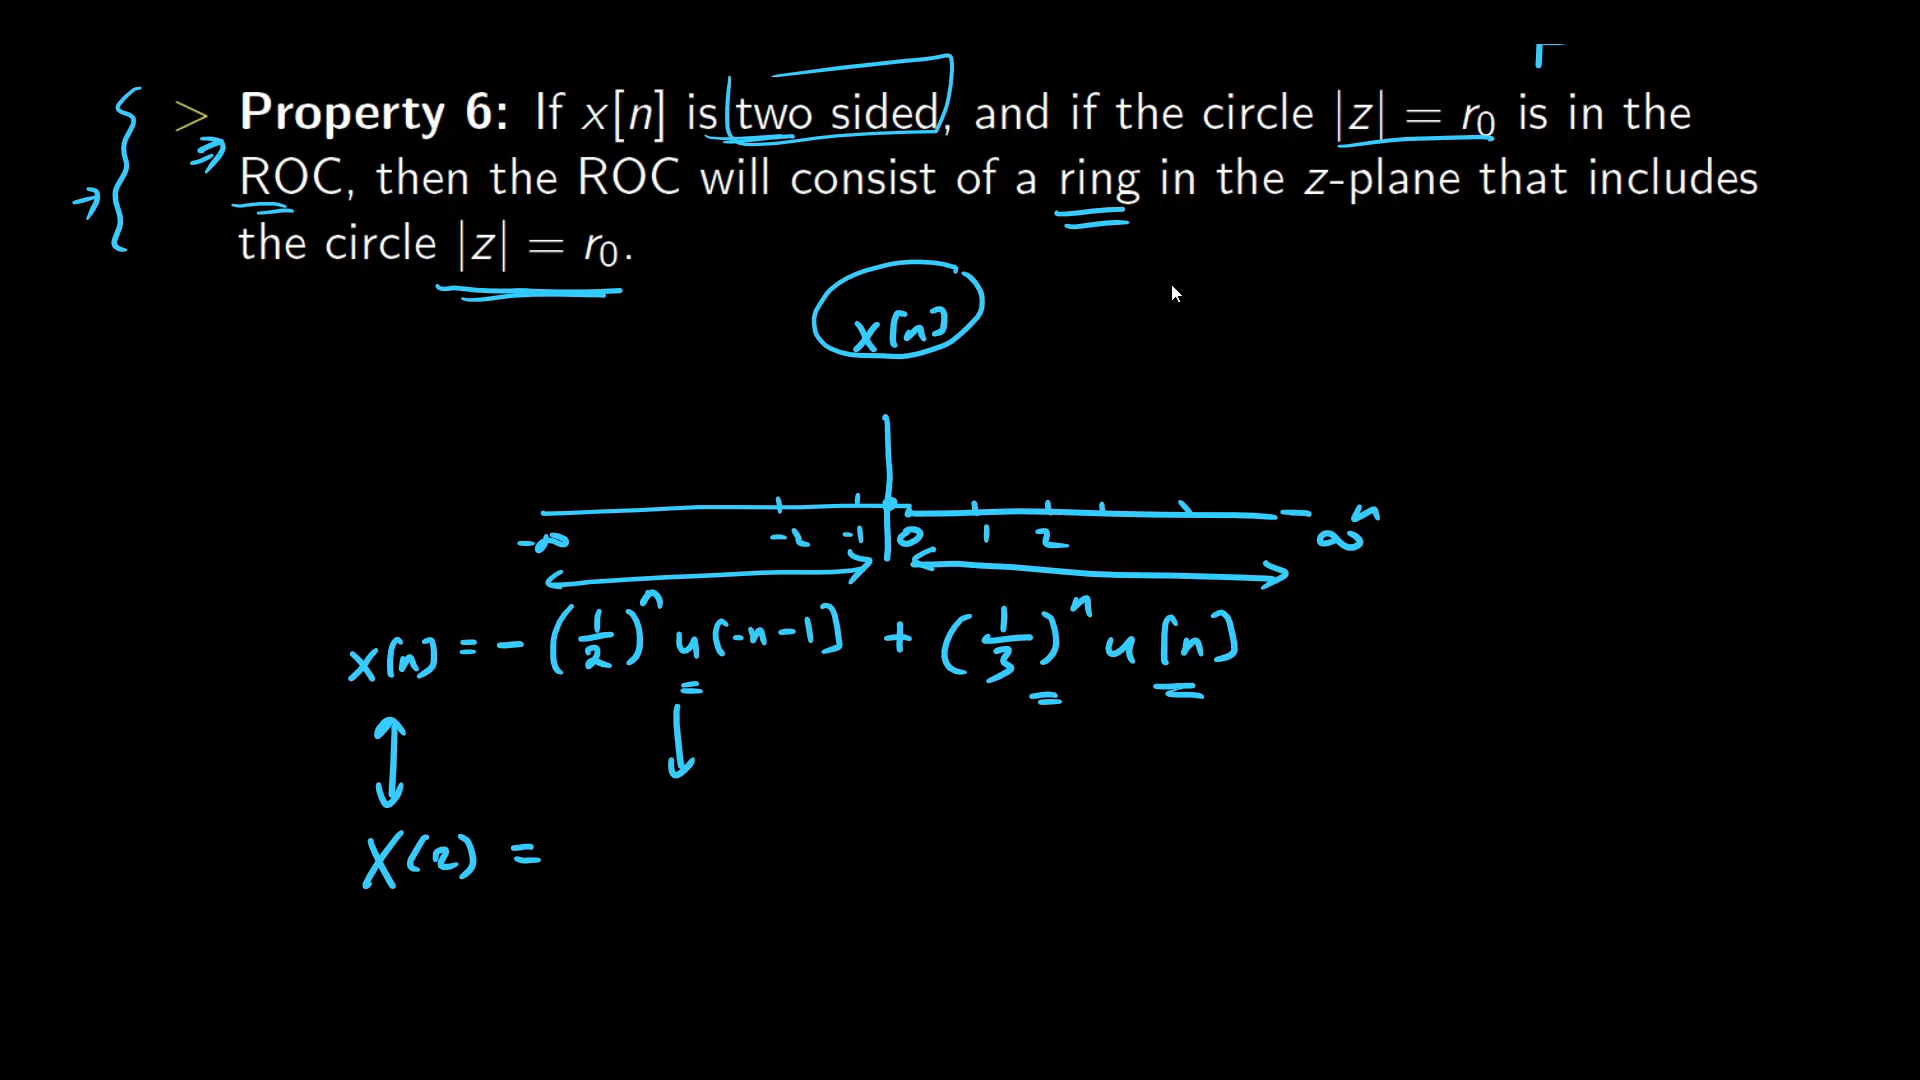 > Property 6: If x[n] is two sided, and if the circle |z| = r₀ is in the
ROC, then the ROC will consist of a ring in the z-plane that includes
the circle |z| = r₀.
x[n]
-∞ -2 -1 0 1 2 ∞ n
x[n] = -(1/2)^n u[-n-1] + (1/3)^n u[n]
X(z) =